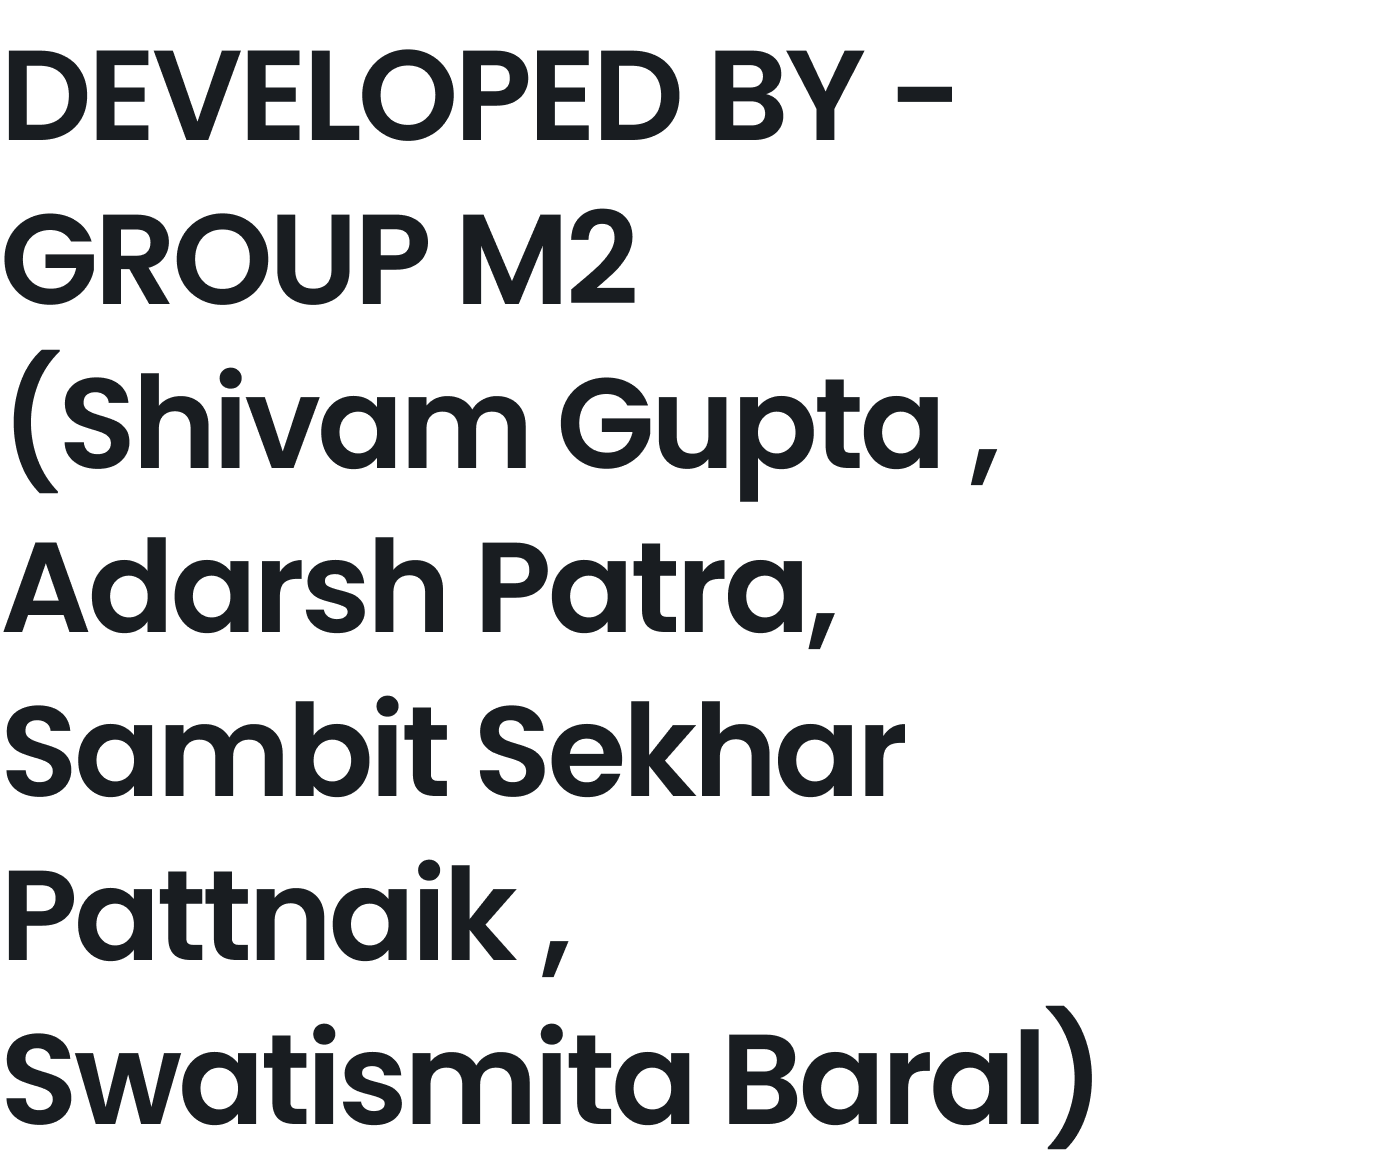 DEVELOPED BY -
GROUP M2
(Shivam Gupta ,
Adarsh Patra,
Sambit Sekhar
Pattnaik ,
Swatismita Baral)